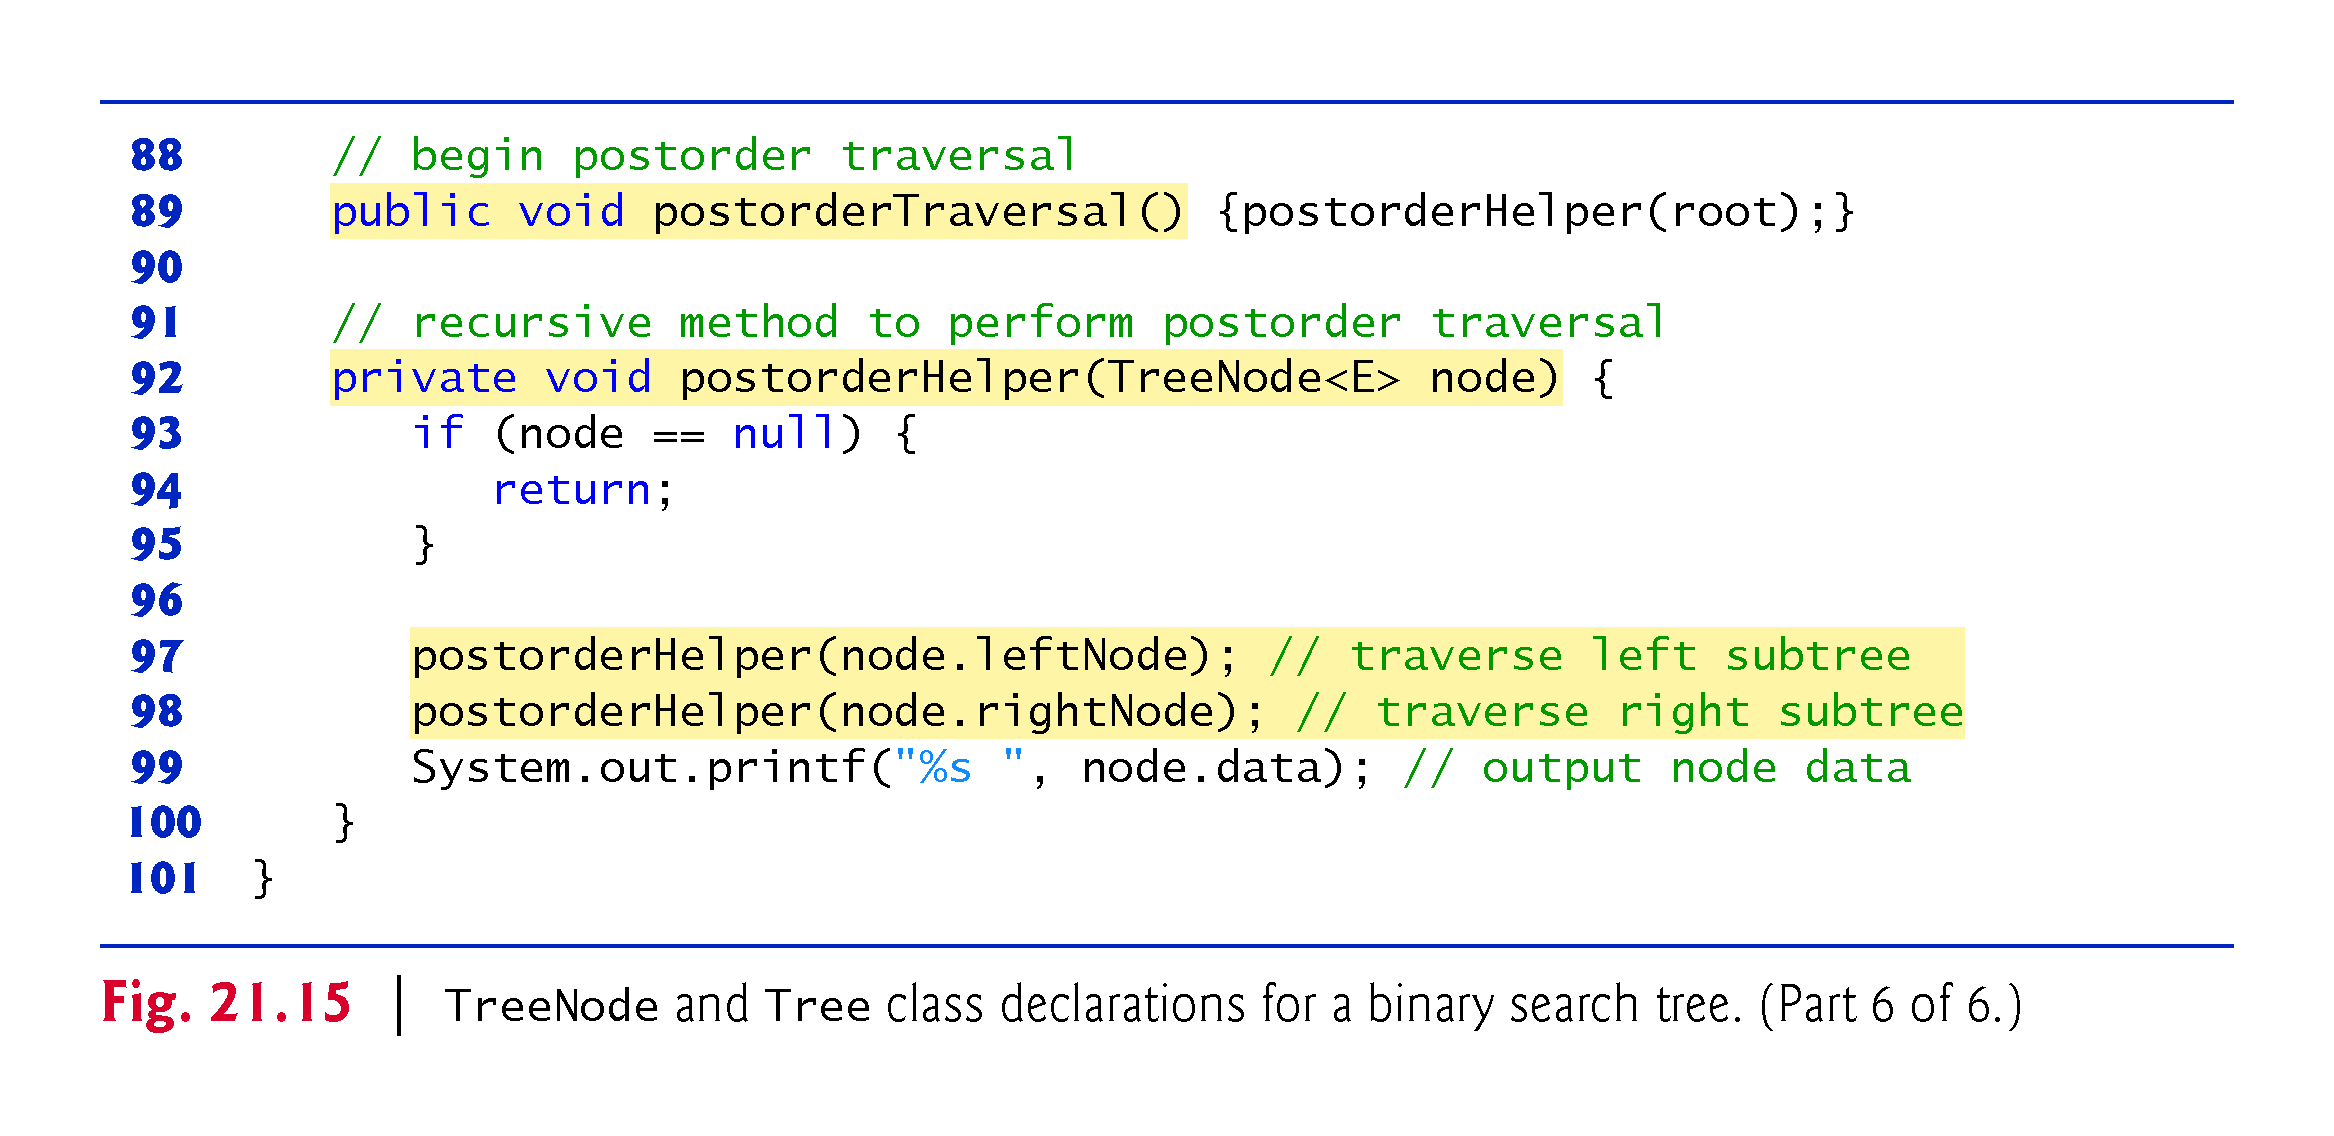 88 // begin postorder traversal
89 public void postorderTraversal() {postorderHelper(root);}
90
91 // recursive method to perform postorder traversal
92 private void postorderHelper(TreeNode<E> node) {
93 if (node == null) {
94 return;
95 }
96
97 postorderHelper(node.leftNode); // traverse left subtree
98 postorderHelper(node.rightNode); // traverse right subtree
99 System.out.printf("%s ", node.data); // output node data
100 }
101 }
Fig. 21.15 | TreeNode and Tree class declarations for a binary search tree. (Part 6 of 6.)